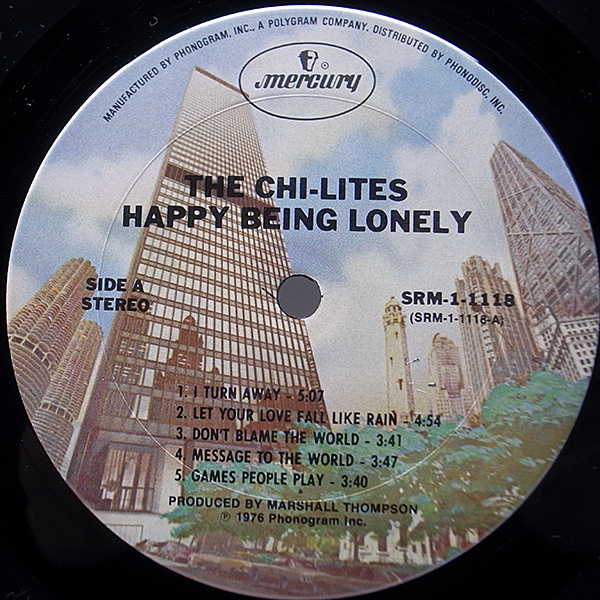 MANUFACTURED BY PHONOGRAM, INC., A POLYGRAM COMPANY, DISTRIBUTED BY PHONODISC, INC.
mercury
THE CHI-LITES
HAPPY BEING LONELY
SIDE A
STEREO
SRM-1-1118
(SRM-1-1118-A)
1. I TURN AWAY - 5:07
2. LET YOUR LOVE FALL LIKE RAIN - 4:54
3. DON'T BLAME THE WORLD - 3:41
4. MESSAGE TO THE WORLD - 3:47
5. GAMES PEOPLE PLAY - 3:40
PRODUCED BY MARSHALL THOMPSON
℗ 1976 Phonogram Inc.